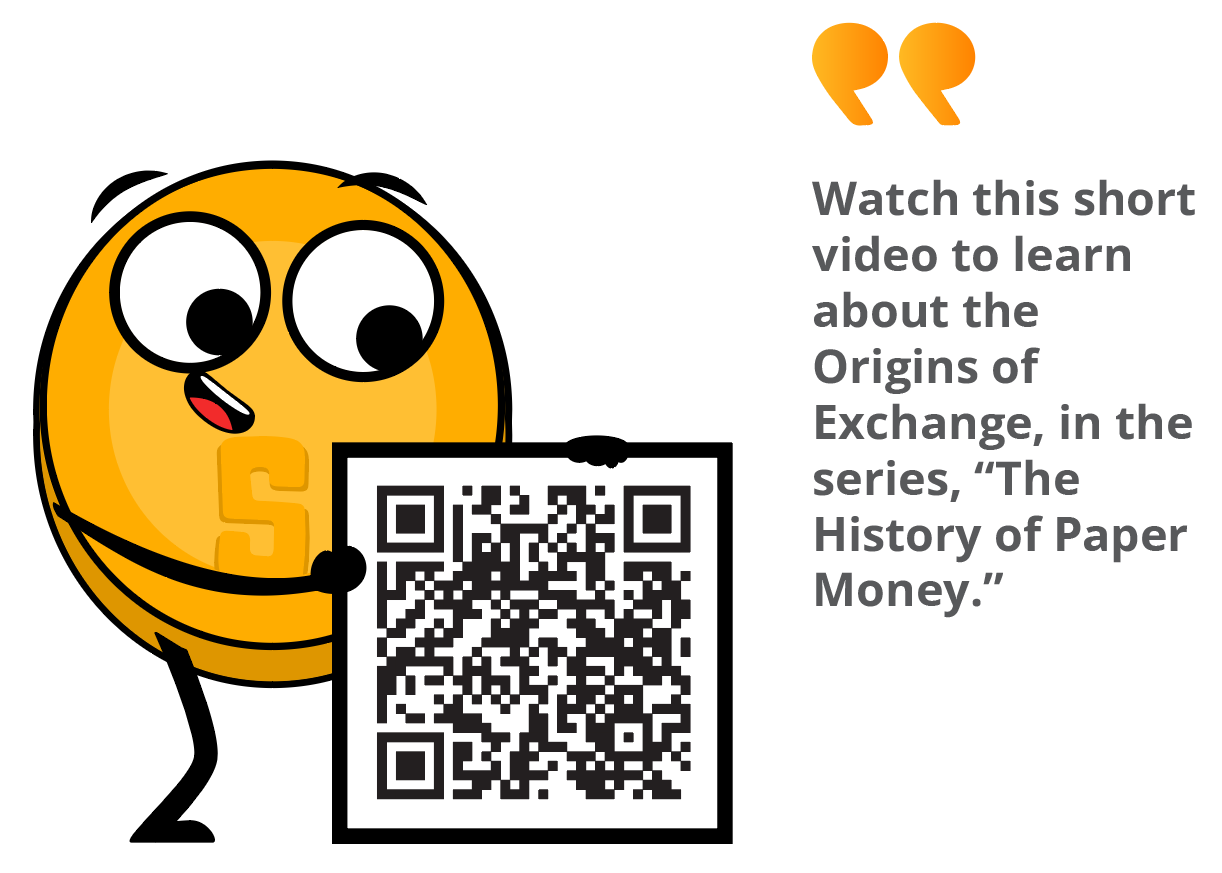 S
Watch this short
video to learn
about the
Origins of
Exchange, in the
series, “The
History of Paper
Money.”